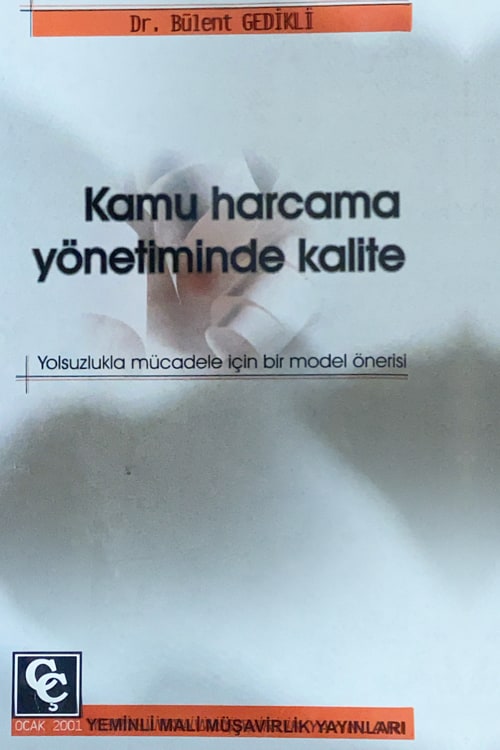 Dr. Bülent GEDİKLİ
Kamu harcama
yönetiminde kalite
Yolsuzlukla mücadele için bir model önerisi
OCAK 2001 YEMİNLİ MALİ MÜŞAVİRLİK YAYINLARI